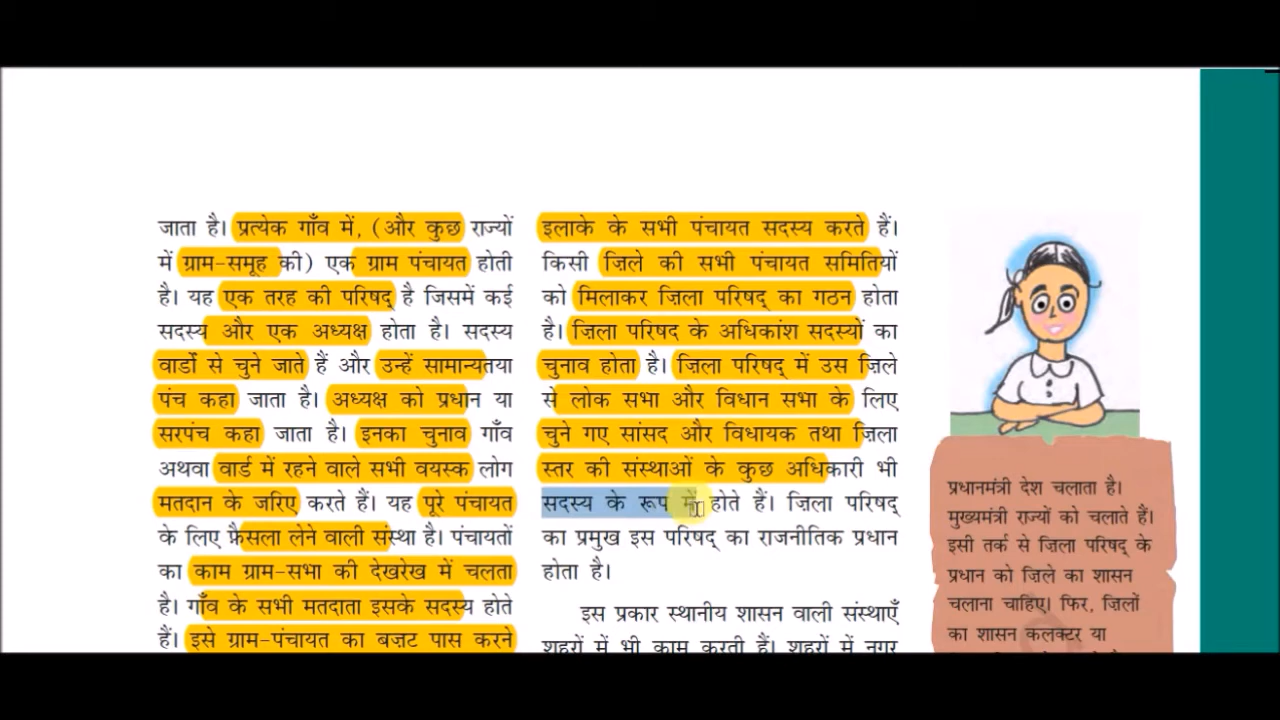 जाता है। प्रत्येक गाँव में, (और कुछ राज्यों
में ग्राम-समूह की) एक ग्राम पंचायत होती
है। यह एक तरह की परिषद् है जिसमें कई
सदस्य और एक अध्यक्ष होता है। सदस्य
वार्डों से चुने जाते हैं और उन्हें सामान्यतया
पंच कहा जाता है। अध्यक्ष को प्रधान या
सरपंच कहा जाता है। इनका चुनाव गाँव
अथवा वार्ड में रहने वाले सभी वयस्क लोग
मतदान के जरिए करते हैं। यह पूरे पंचायत
के लिए फ़ैसला लेने वाली संस्था है। पंचायतों
का काम ग्राम-सभा की देखरेख में चलता
है। गाँव के सभी मतदाता इसके सदस्य होते
हैं। इसे ग्राम-पंचायत का बज़ट पास करने
इलाके के सभी पंचायत सदस्य करते हैं।
किसी ज़िले की सभी पंचायत समितियों
को मिलाकर ज़िला परिषद् का गठन होता
है। ज़िला परिषद के अधिकांश सदस्यों का
चुनाव होता है। ज़िला परिषद् में उस ज़िले
से लोक सभा और विधान सभा के लिए
चुने गए सांसद और विधायक तथा ज़िला
स्तर की संस्थाओं के कुछ अधिकारी भी
सदस्य के रूप में होते हैं। ज़िला परिषद्
का प्रमुख इस परिषद् का राजनीतिक प्रधान
होता है।
इस प्रकार स्थानीय शासन वाली संस्थाएँ
शहरों में भी काम करती हैं। शहरों में नगर
प्रधानमंत्री देश चलाता है।
मुख्यमंत्री राज्यों को चलाते हैं।
इसी तर्क से ज़िला परिषद् के
प्रधान को ज़िले का शासन
चलाना चाहिए। फिर, ज़िलों
का शासन कलक्टर या